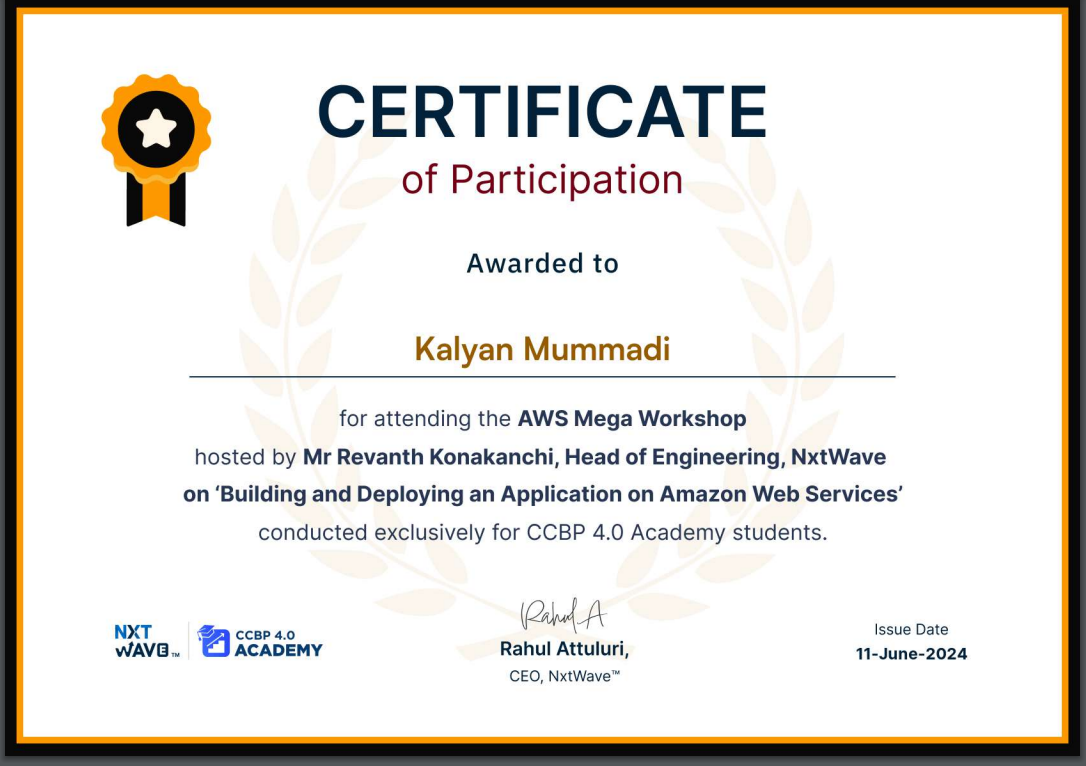 CERTIFICATE
of Participation
Awarded to
Kalyan Mummadi
for attending the AWS Mega Workshop
hosted by Mr Revanth Konakanchi, Head of Engineering, NxtWave
on ‘Building and Deploying an Application on Amazon Web Services’
conducted exclusively for CCBP 4.0 Academy students.
NXT
WAVE™
CCBP 4.0
ACADEMY
Rahul A
Rahul Attuluri,
CEO, NxtWave™
Issue Date
11-June-2024